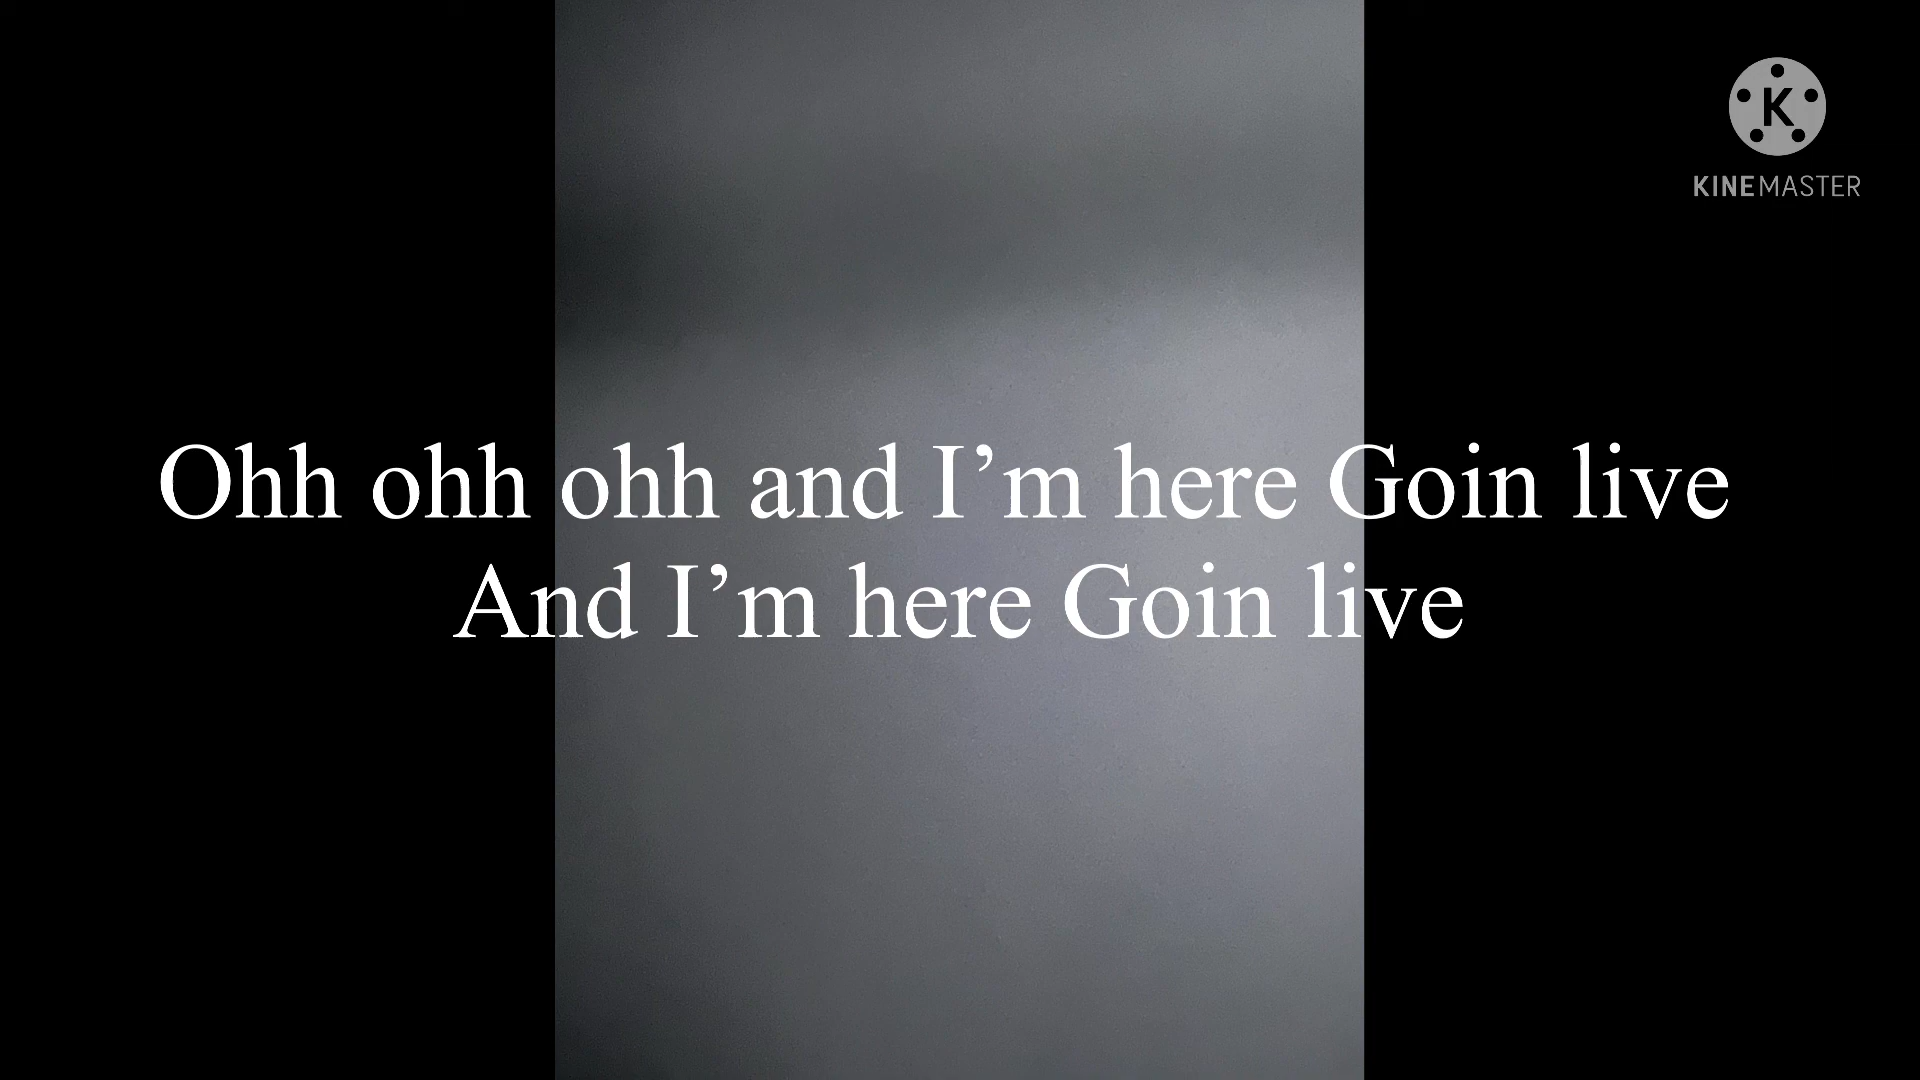 K
KINEMASTER
Ohh ohh ohh and I’m here Goin live
And I’m here Goin live